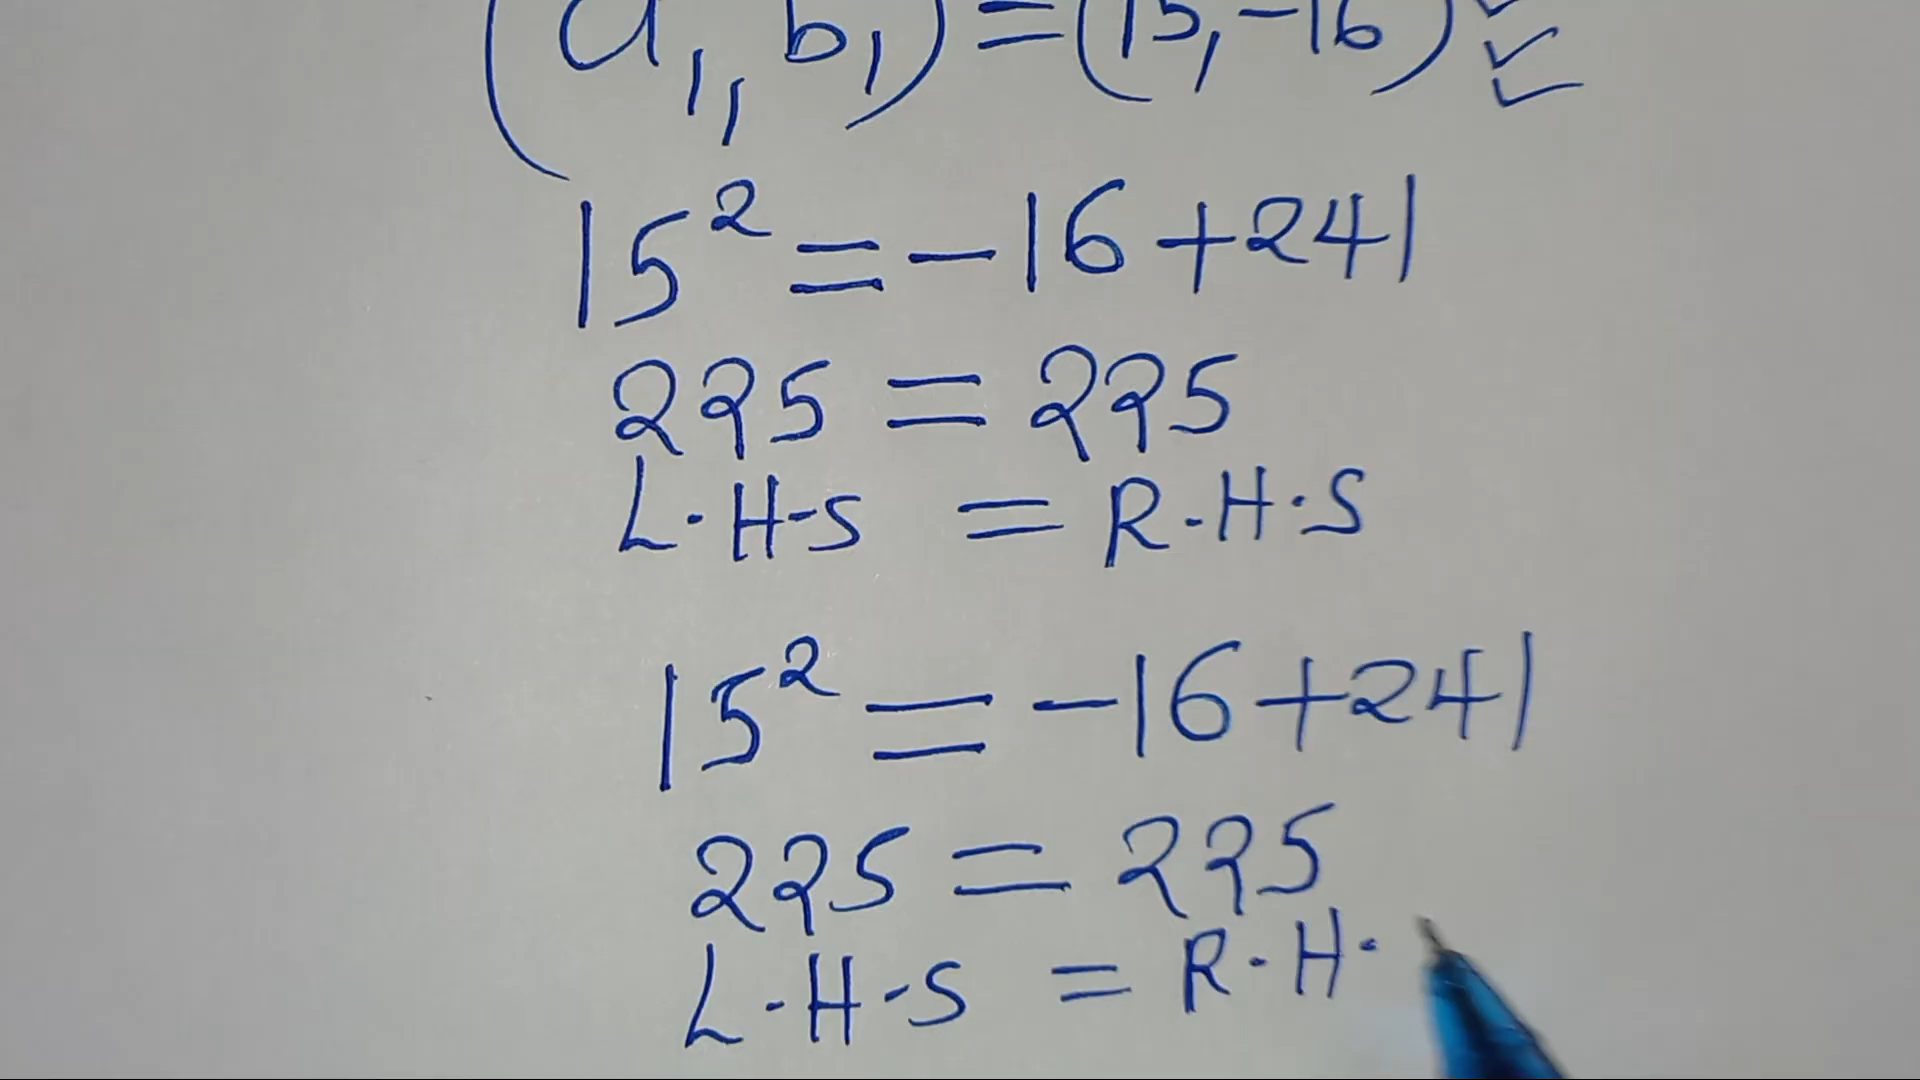 (a₁, b₁) = (15, -16) ✓✓
15² = -16 + 241
225 = 225
L.H.S = R.H.S
15² = -16 + 241
225 = 225
L.H.S = R.H.